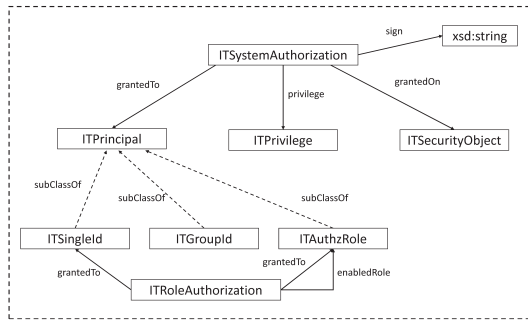 sign
xsd:string
ITSystemAuthorization
grantedTo
privilege
grantedOn
ITPrincipal
ITPrivilege
ITSecurityObject
subClassOf
subClassOf
subClassOf
ITSingleId
ITGroupId
ITAuthzRole
grantedTo
grantedTo
enabledRole
ITRoleAuthorization